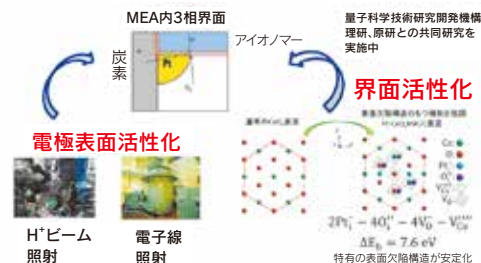 MEA内3相界面
炭素
アイオノマー
量子科学技術研究開発機構
理研、原研との共同研究を
実施中
電極表面活性化
界面活性化
H⁺ビーム
照射
電子線
照射
Ce
O
ΔE_b = 7.6 eV
特有の表面欠陥構造が安定化